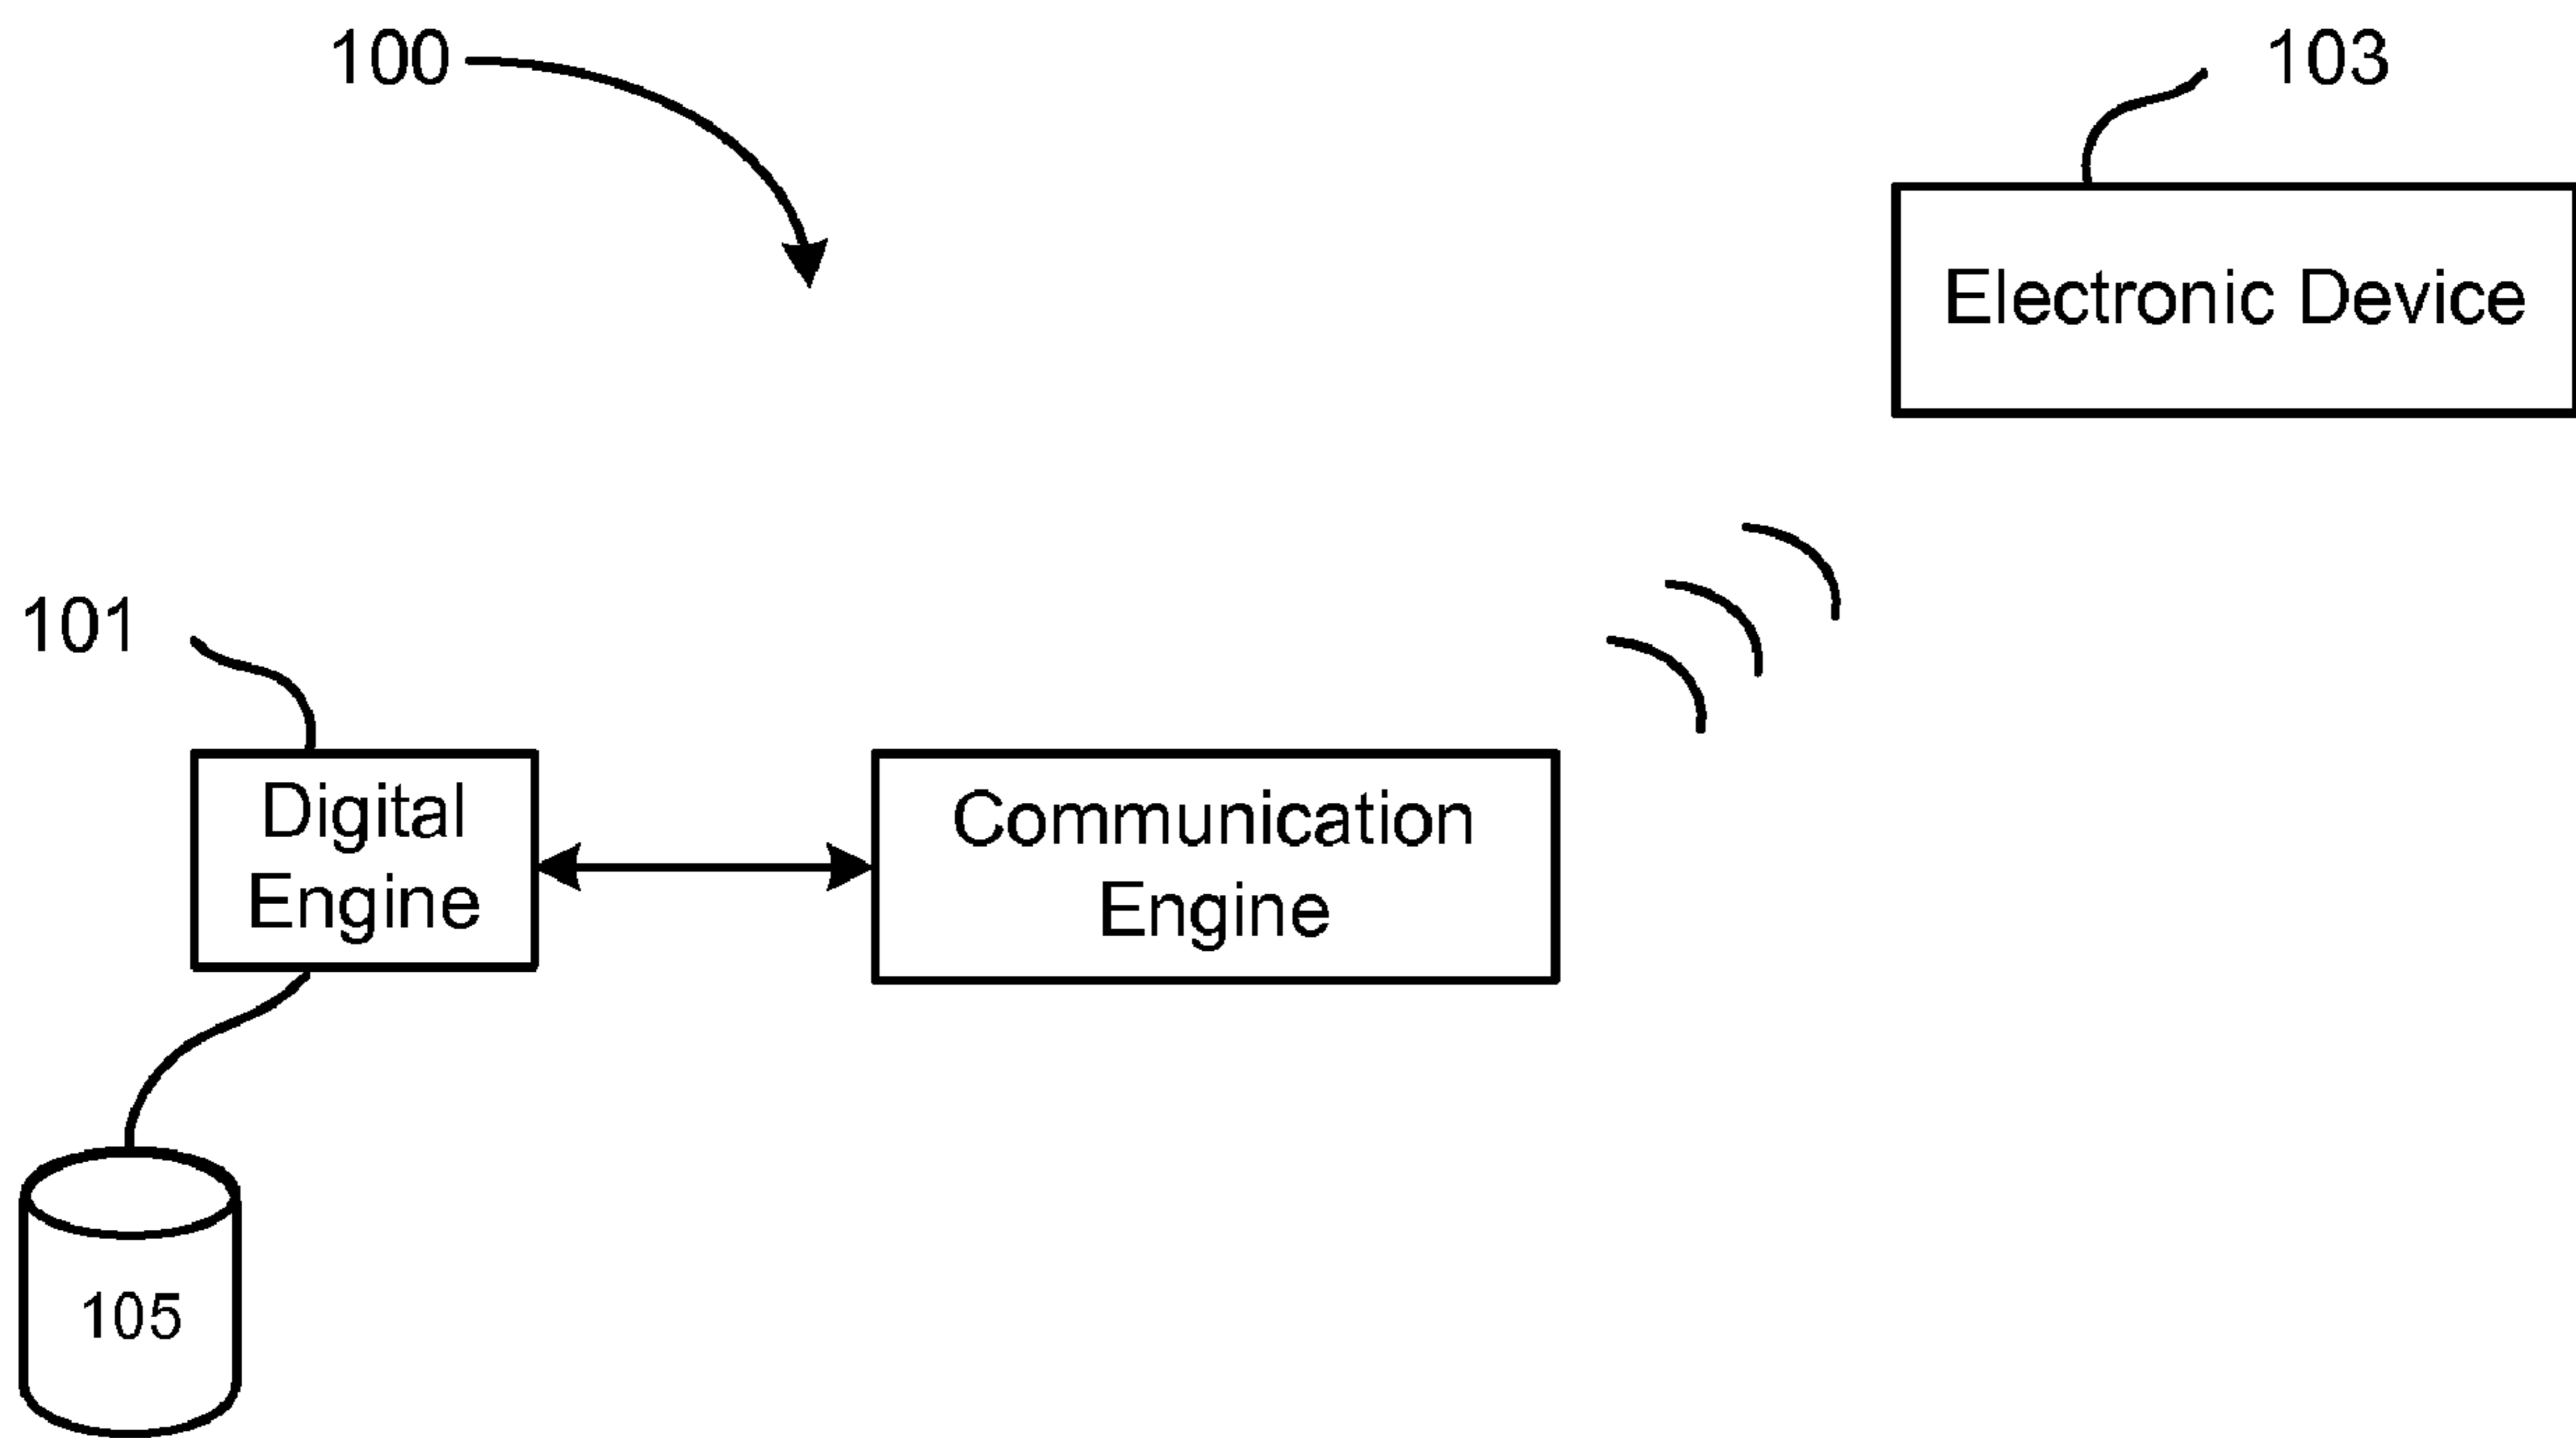 100
103
Electronic Device
101
Digital
Engine
Communication
Engine
105